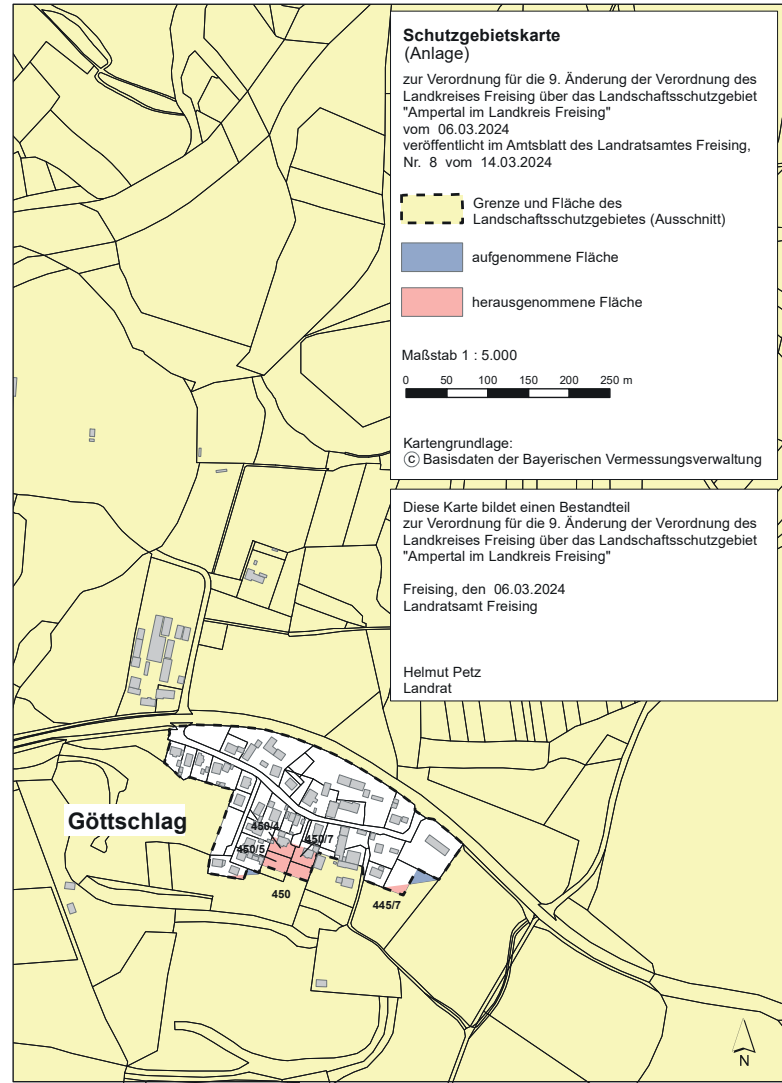 Schutzgebietskarte
(Anlage)
zur Verordnung für die 9. Änderung der Verordnung des
Landkreises Freising über das Landschaftsschutzgebiet
"Ampertal im Landkreis Freising"
vom 06.03.2024
veröffentlicht im Amtsblatt des Landratsamtes Freising,
Nr. 8 vom 14.03.2024
Grenze und Fläche des
Landschaftsschutzgebietes (Ausschnitt)
aufgenommene Fläche
herausgenommene Fläche
Maßstab 1 : 5.000
0 50 100 150 200 250 m
Kartengrundlage:
© Basisdaten der Bayerischen Vermessungsverwaltung
Diese Karte bildet einen Bestandteil
zur Verordnung für die 9. Änderung der Verordnung des
Landkreises Freising über das Landschaftsschutzgebiet
"Ampertal im Landkreis Freising"
Freising, den 06.03.2024
Landratsamt Freising
Helmut Petz
Landrat
Göttschlag
450/4
450/7
450/5
450
445/7
N